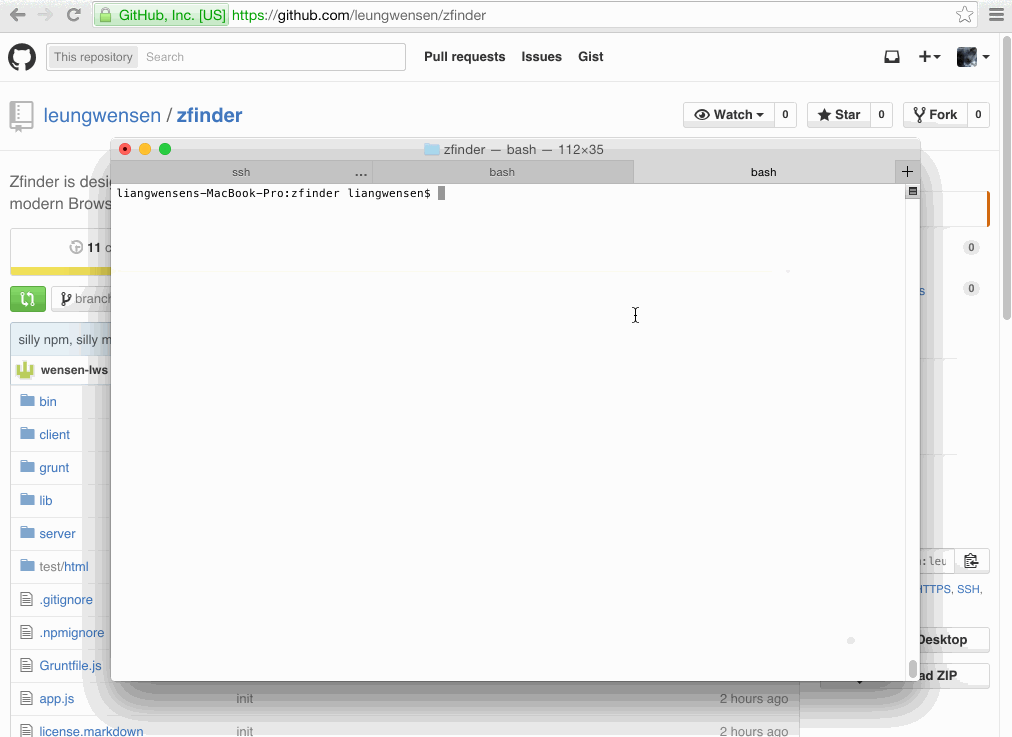 GitHub, Inc. [US] https://github.com/leungwensen/zfinder
This repository Search Pull requests Issues Gist
leungwensen / zfinder Watch 0 Star 0 Fork 0
zfinder — bash — 112×35
ssh ... bash bash +
Zfinder is
modern
liangwensens-MacBook-Pro:zfinder liangwensen$
11
0
0
branch
silly npm, silly
wensen-lws
bin
client
grunt
lib
server
test/html
.gitignore
.npmignore
Gruntfile.js
app.js init 2 hours ago
license.markdown init 2 hours ago
:leu
HTTPS, SSH,
Desktop
ZIP